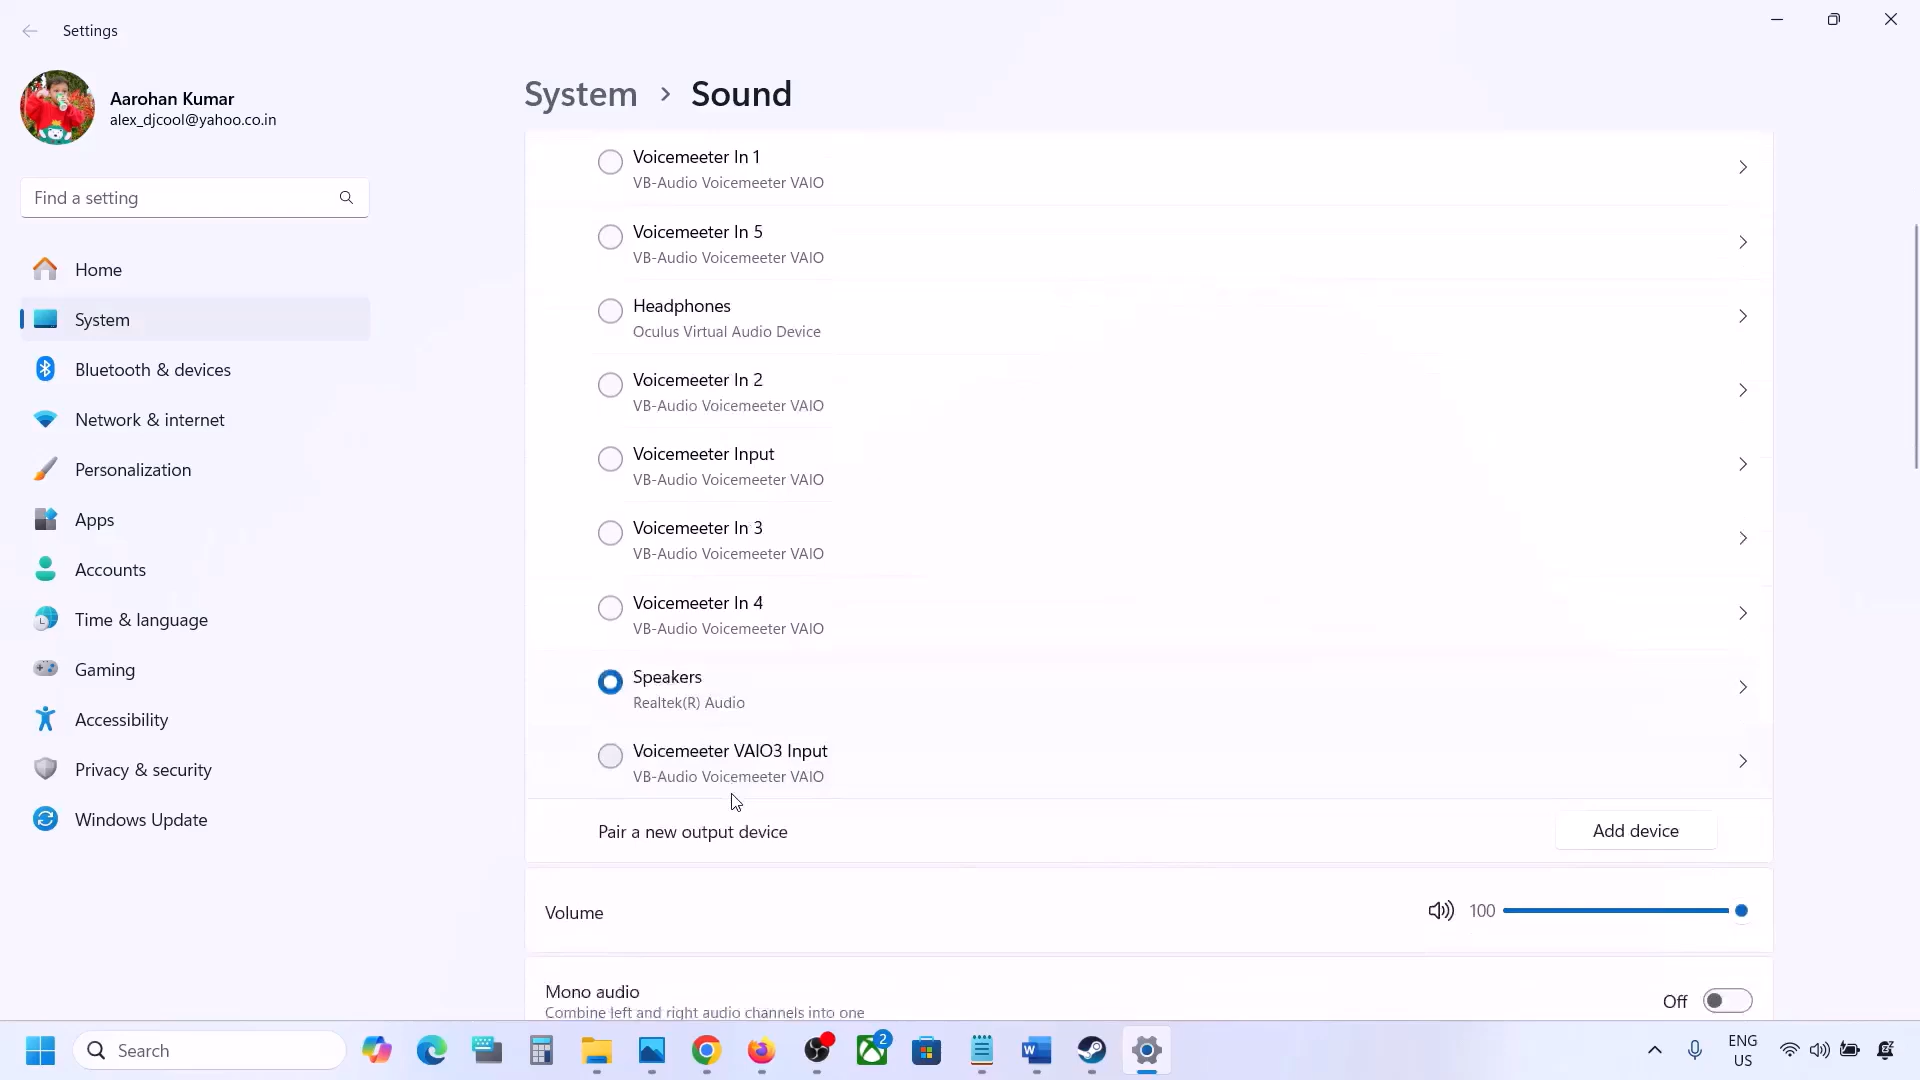 Settings
Aarohan Kumar
alex_djcool@yahoo.co.in
Find a setting
Home
System
Bluetooth & devices
Network & internet
Personalization
Apps
Accounts
Time & language
Gaming
Accessibility
Privacy & security
Windows Update
System > Sound
Voicemeeter In 1
VB-Audio Voicemeeter VAIO
Voicemeeter In 5
VB-Audio Voicemeeter VAIO
Headphones
Oculus Virtual Audio Device
Voicemeeter In 2
VB-Audio Voicemeeter VAIO
Voicemeeter Input
VB-Audio Voicemeeter VAIO
Voicemeeter In 3
VB-Audio Voicemeeter VAIO
Voicemeeter In 4
VB-Audio Voicemeeter VAIO
Speakers
Realtek(R) Audio
Voicemeeter VAIO3 Input
VB-Audio Voicemeeter VAIO
Pair a new output device
Add device
Volume
100
Mono audio
Off
Combine left and right audio channels into one
Search
2
ENG
US